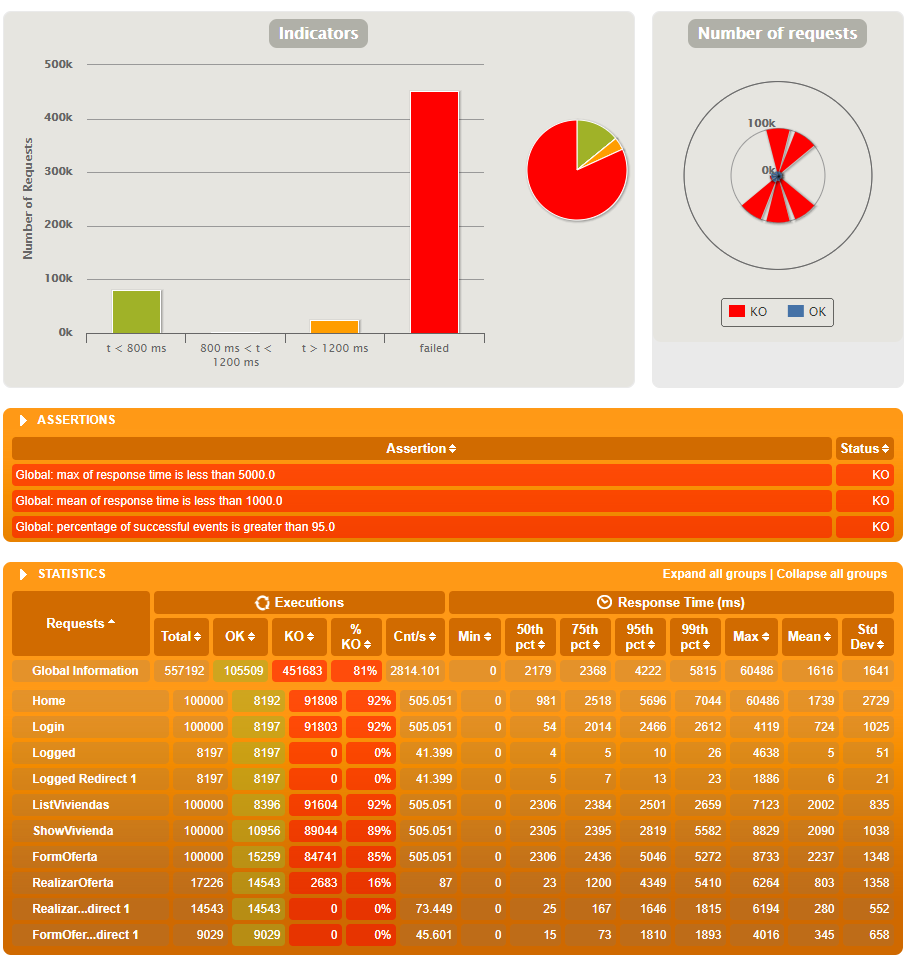 Indicators
500k
400k
300k
200k
100k
0k
Number of Requests
t < 800 ms
800 ms < t < 1200 ms
t > 1200 ms
failed
Number of requests
100k
0k
KO OK
ASSERTIONS
Assertion Status
Global: max of response time is less than 5000.0 KO
Global: mean of response time is less than 1000.0 KO
Global: percentage of successful events is greater than 95.0 KO
STATISTICS Expand all groups | Collapse all groups
Requests Executions Response Time (ms)
Total OK KO % KO Cnt/s Min 50th pct 75th pct 95th pct 99th pct Max Mean Std Dev
Global Information 557192 105509 451683 81% 2814.101 0 2179 2368 4222 5815 60486 1616 1641
Home 100000 8192 91808 92% 505.051 0 981 2518 5696 7044 60486 1739 2729
Login 100000 8197 91803 92% 505.051 0 54 2014 2466 2612 4119 724 1025
Logged 8197 8197 0 0% 41.399 0 4 5 10 26 4638 5 51
Logged Redirect 1 8197 8197 0 0% 41.399 0 5 7 13 23 1886 6 21
ListViviendas 100000 8396 91604 92% 505.051 0 2306 2384 2501 2659 7123 2002 835
ShowVivienda 100000 10956 89044 89% 505.051 0 2305 2395 2819 5582 8829 2090 1038
FormOferta 100000 15259 84741 85% 505.051 0 2306 2436 5046 5272 8733 2237 1348
RealizarOferta 17226 14543 2683 16% 87 0 23 1200 4349 5410 6264 803 1358
Realizar...direct 1 14543 14543 0 0% 73.449 0 25 167 1646 1815 6194 280 552
FormOfer...direct 1 9029 9029 0 0% 45.601 0 15 73 1810 1893 4016 345 658